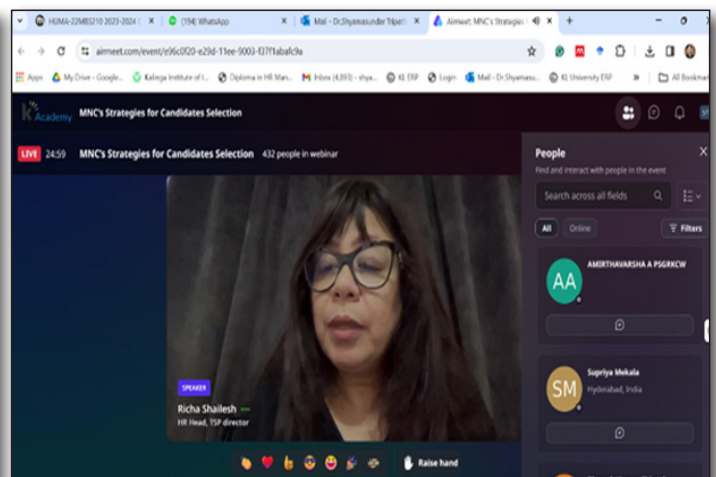 HUMA-22MBS210 2023-2024 (
(194) WhatsApp
Mail - Dr.Shyamasundar Tripath
Airmeet: MNC's Strategies f
airmeet.com/event/e96c0f20-e29d-11ee-9003-f37f1abafc9a
Apps
My Drive - Google...
Kalinga Institute of I...
Diploma in HR Man...
Inbox (4,893) - shya...
KL ERP
Login
Mail - Dr.Shyamasu...
KL University ERP
»
All Bookmar
K Academy
MNC's Strategies for Candidates Selection
LIVE 24:59 MNC's Strategies for Candidates Selection 432 people in webinar
SPEAKER
Richa Shailesh
HR Head, TSP director
Raise hand
People
Find and interact with people in the event
Search across all fields
All
Online
Filters
AA
AMIRTHAVARSHA A PSGRKCW
SM
Supriya Mekala
Hyderabad, India